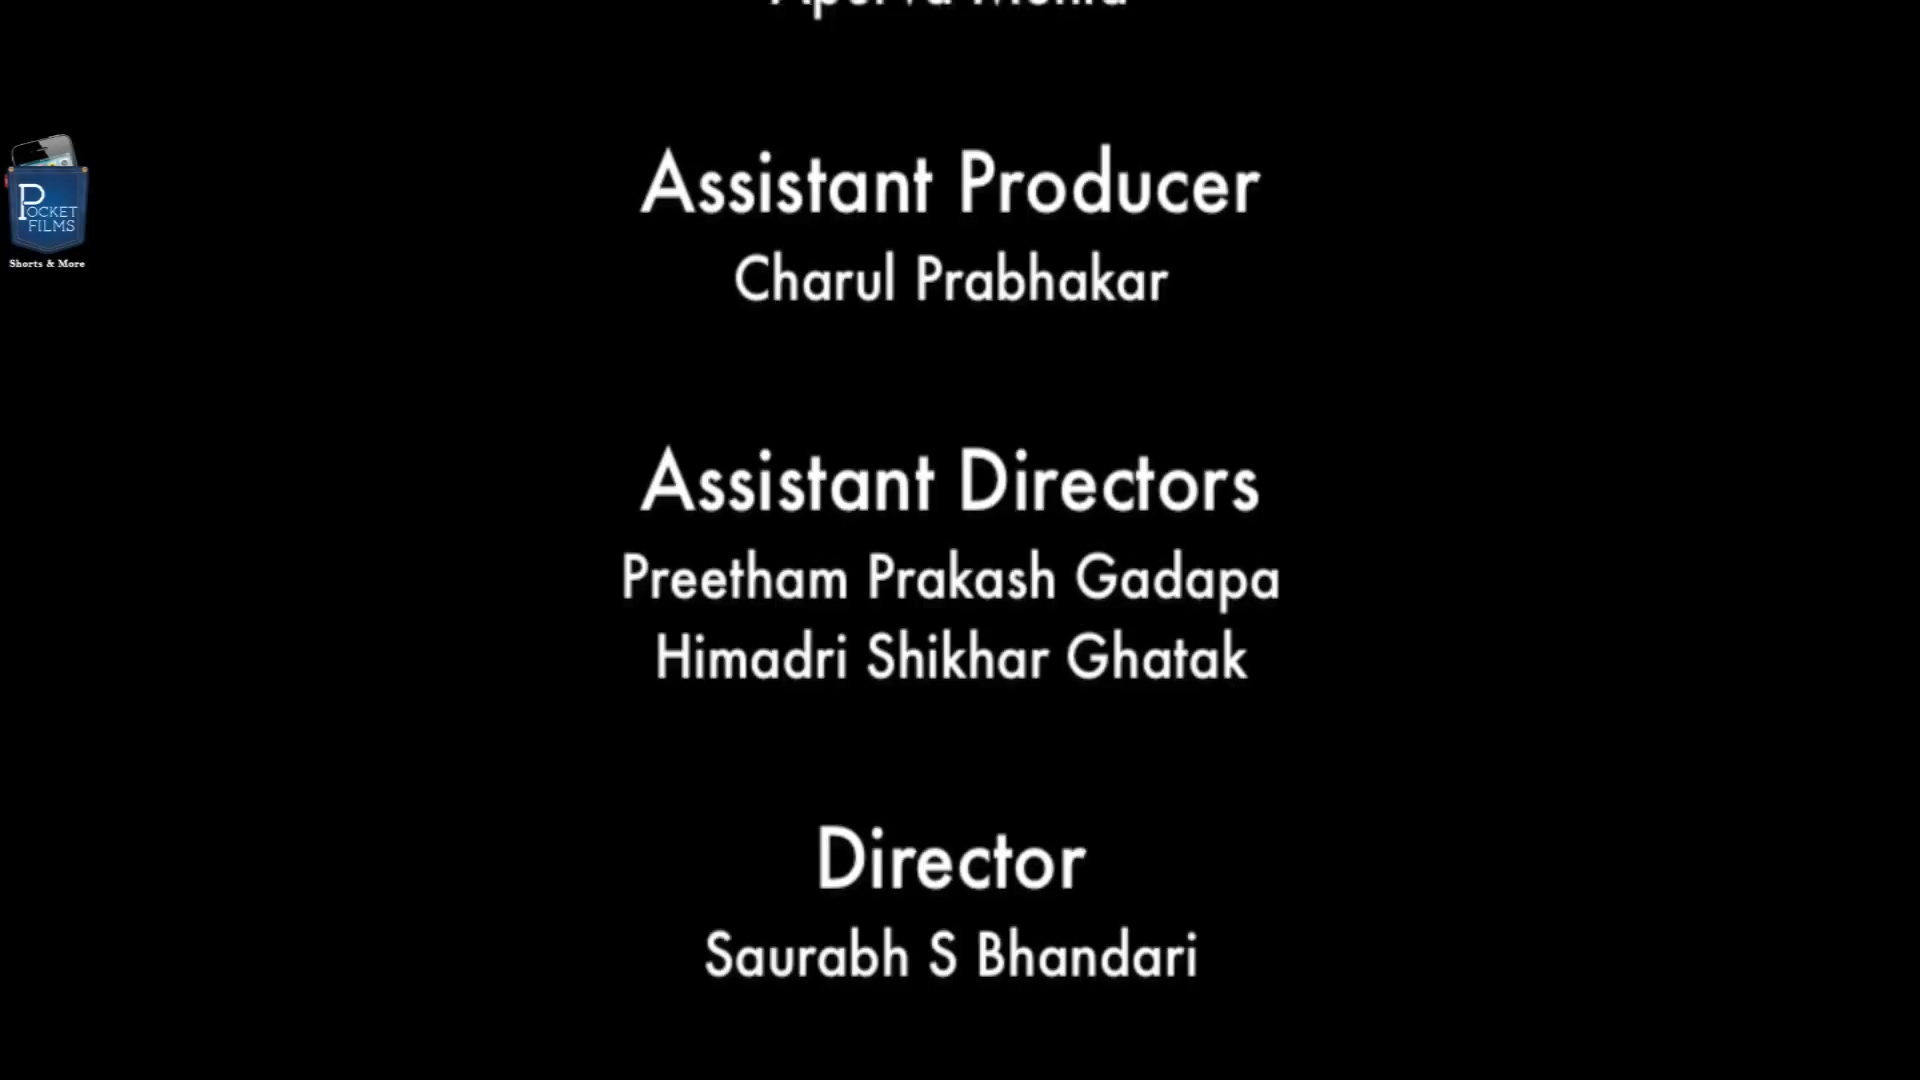 Assistant Producer
Charul Prabhakar
Assistant Directors
Preetham Prakash Gadapa
Himadri Shikhar Ghatak
Director
Saurabh S Bhandari
POCKET
FILMS
Shorts & More